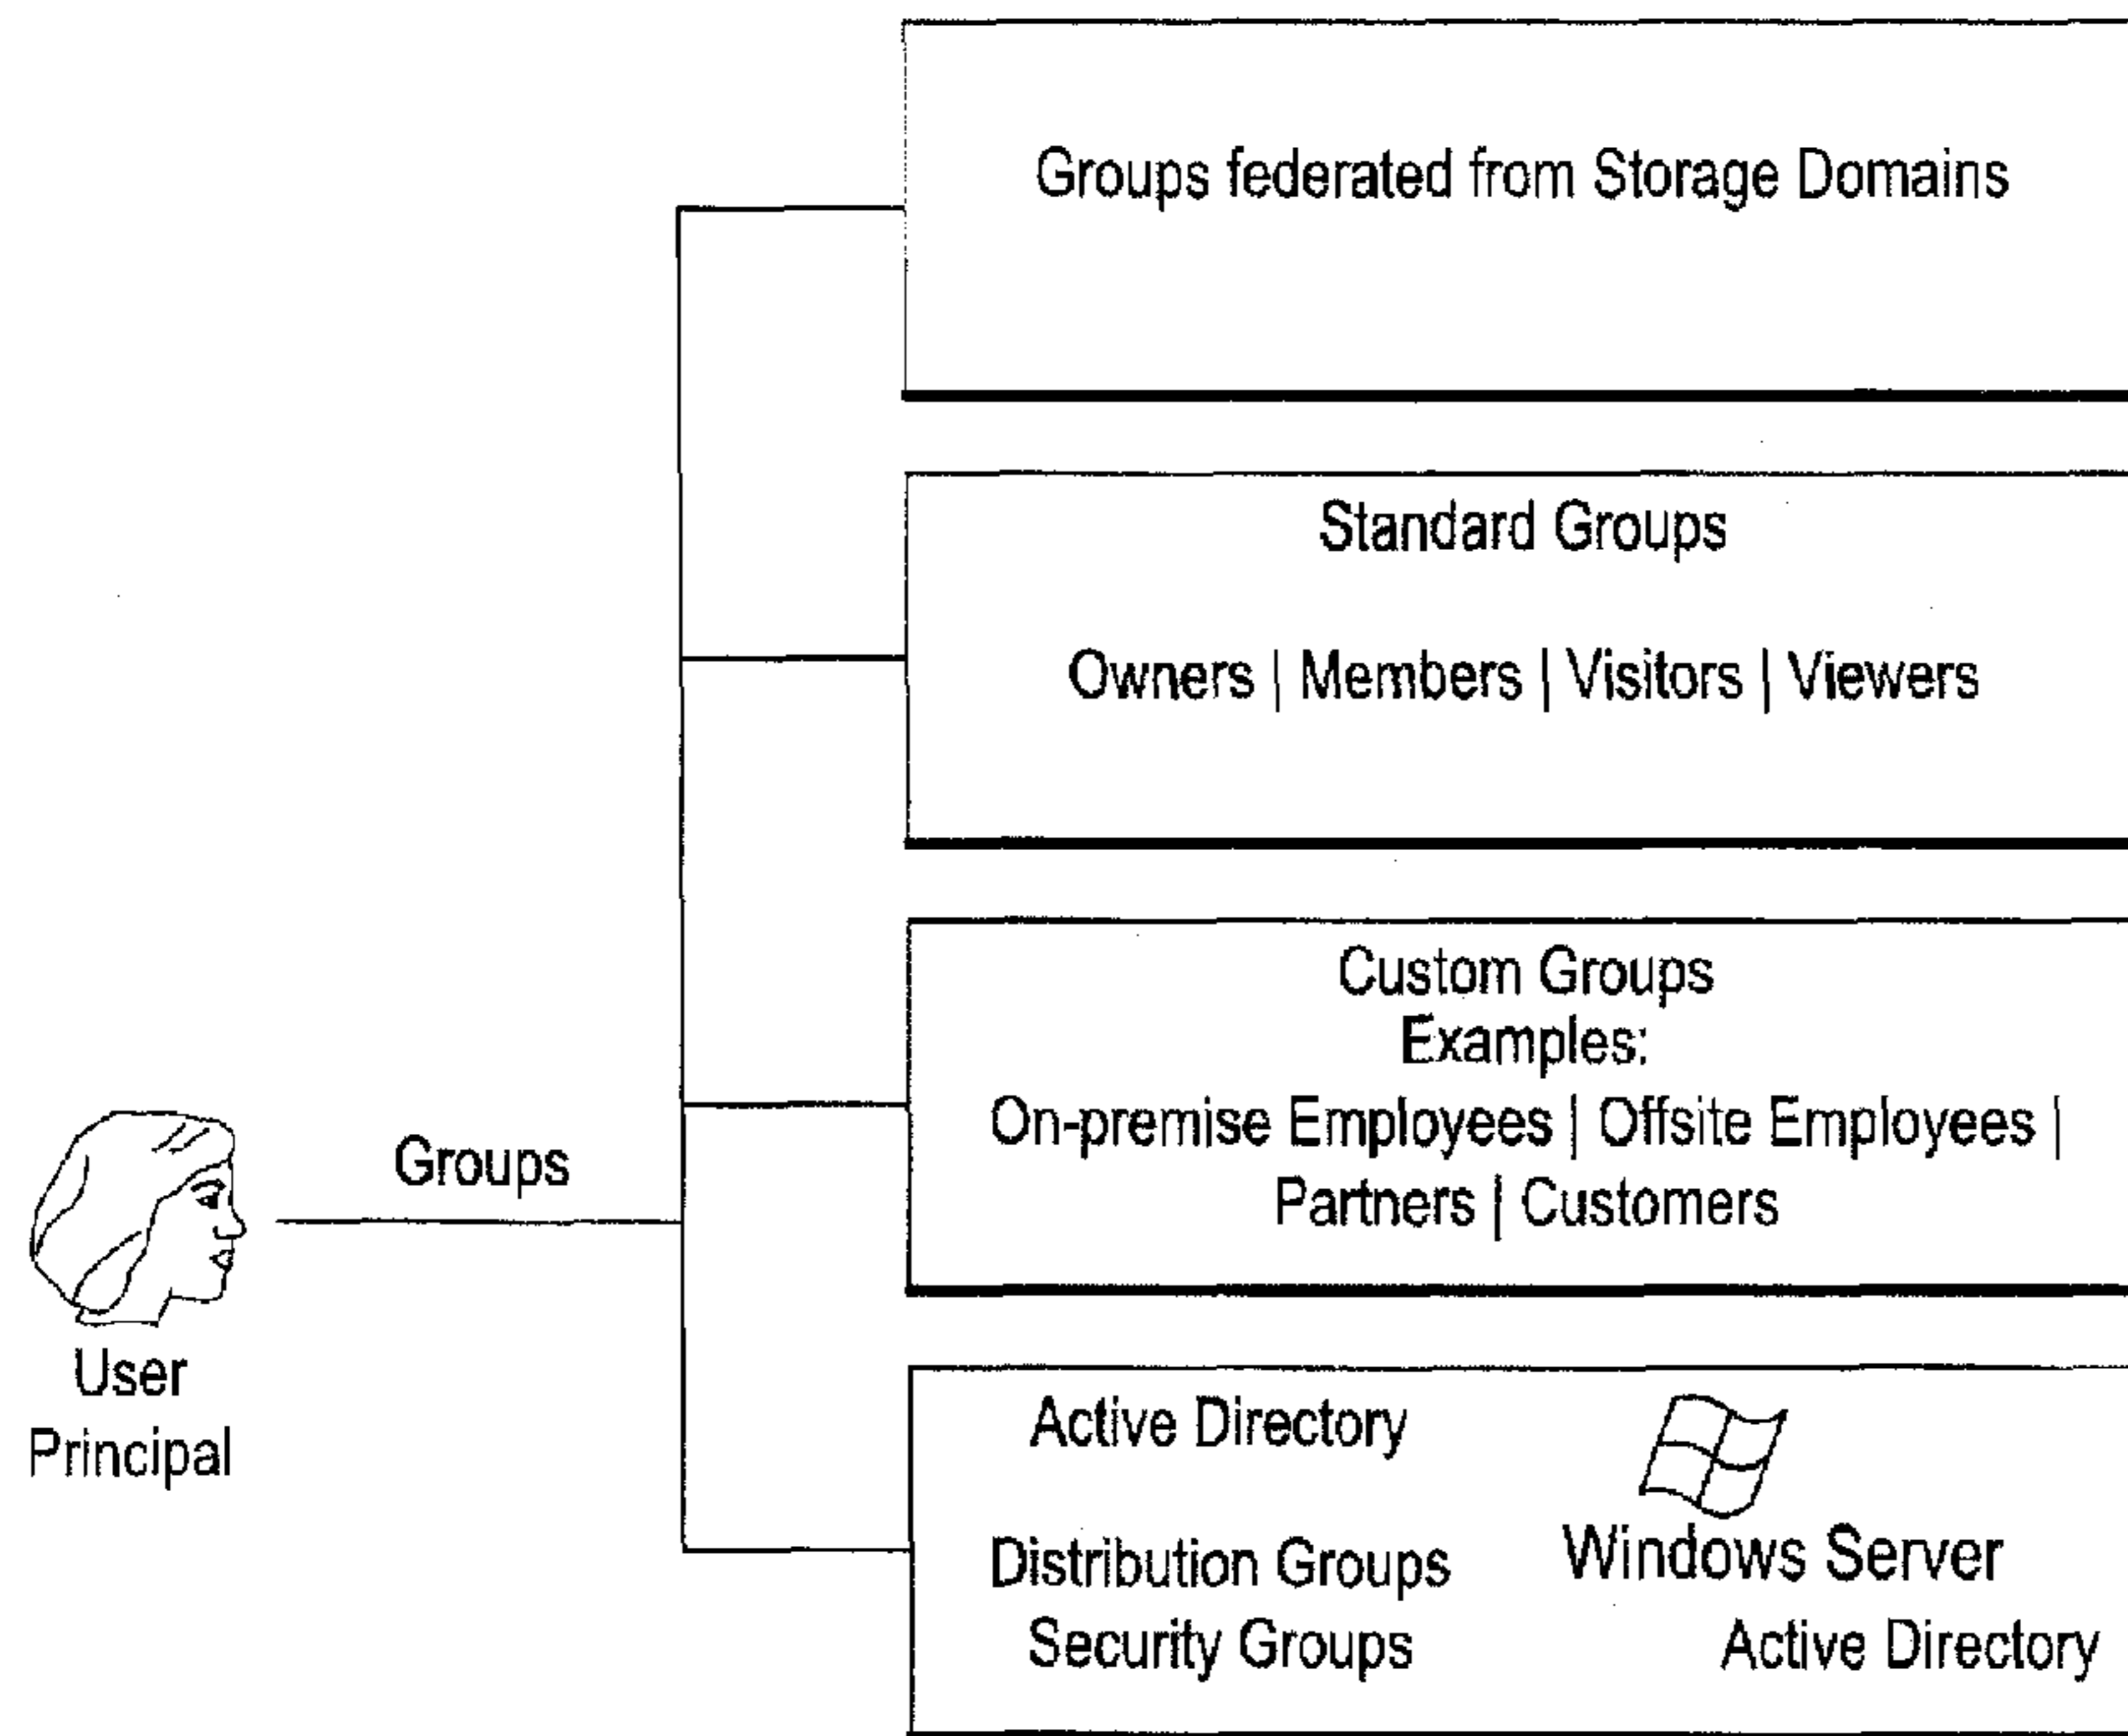 Groups federated from Storage Domains
Standard Groups
Owners | Members | Visitors | Viewers
Custom Groups
Examples:
On-premise Employees | Offsite Employees |
Partners | Customers
Groups
User
Principal
Active Directory
Distribution Groups
Security Groups
Windows Server
Active Directory